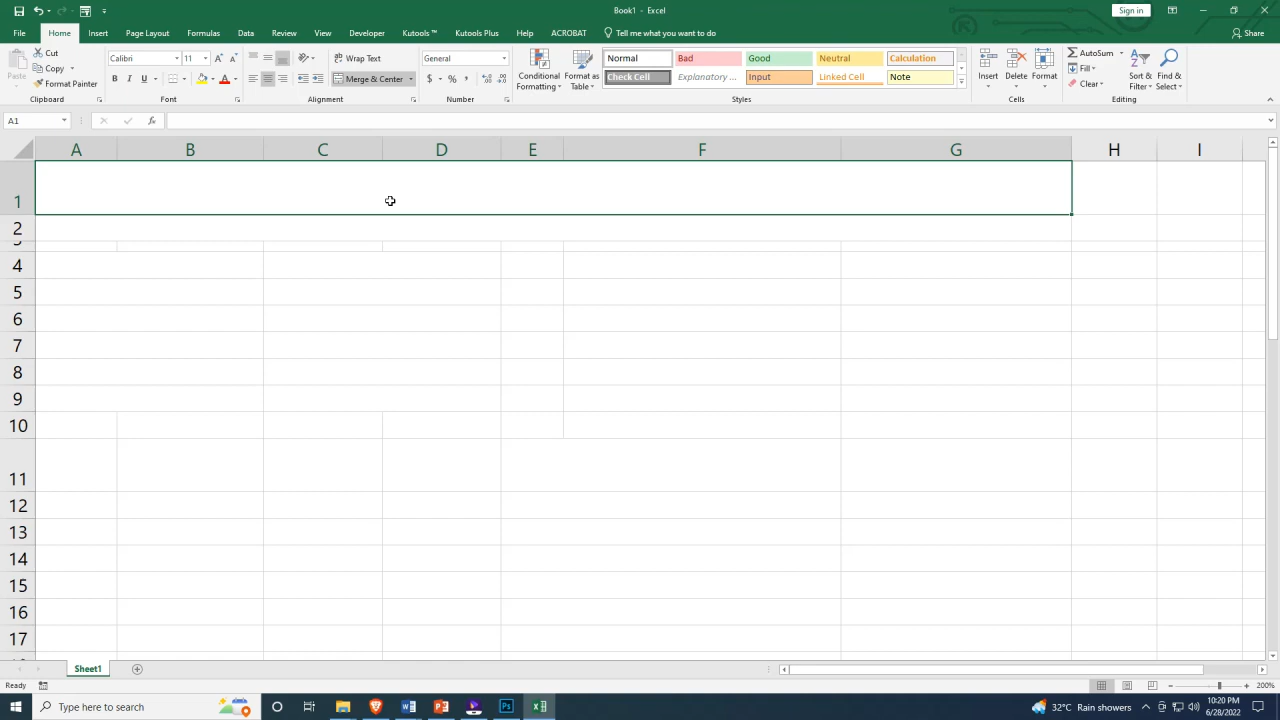 Book1 - Excel
Sign in
File Home Insert Page Layout Formulas Data Review View Developer Kutools ™ Kutools Plus Help ACROBAT Tell me what you want to do Share
Paste Cut Calibri 11 A A Wrap Text General Conditional Formatting Format as Table Normal Bad Good Neutral Calculation Insert Delete Format AutoSum Sort & Filter Find & Select
Copy Fill
Format Painter B I U A Merge & Center $ % , Check Cell Explanatory ... Input Linked Cell Note Clear
Clipboard Font Alignment Number Styles Cells Editing
A1 fx
A B C D E F G H I
1
2
4
5
6
7
8
9
10
11
12
13
14
15
16
17
Sheet1
Ready 200%
Type here to search 32°C Rain showers 10:20 PM
6/28/2022